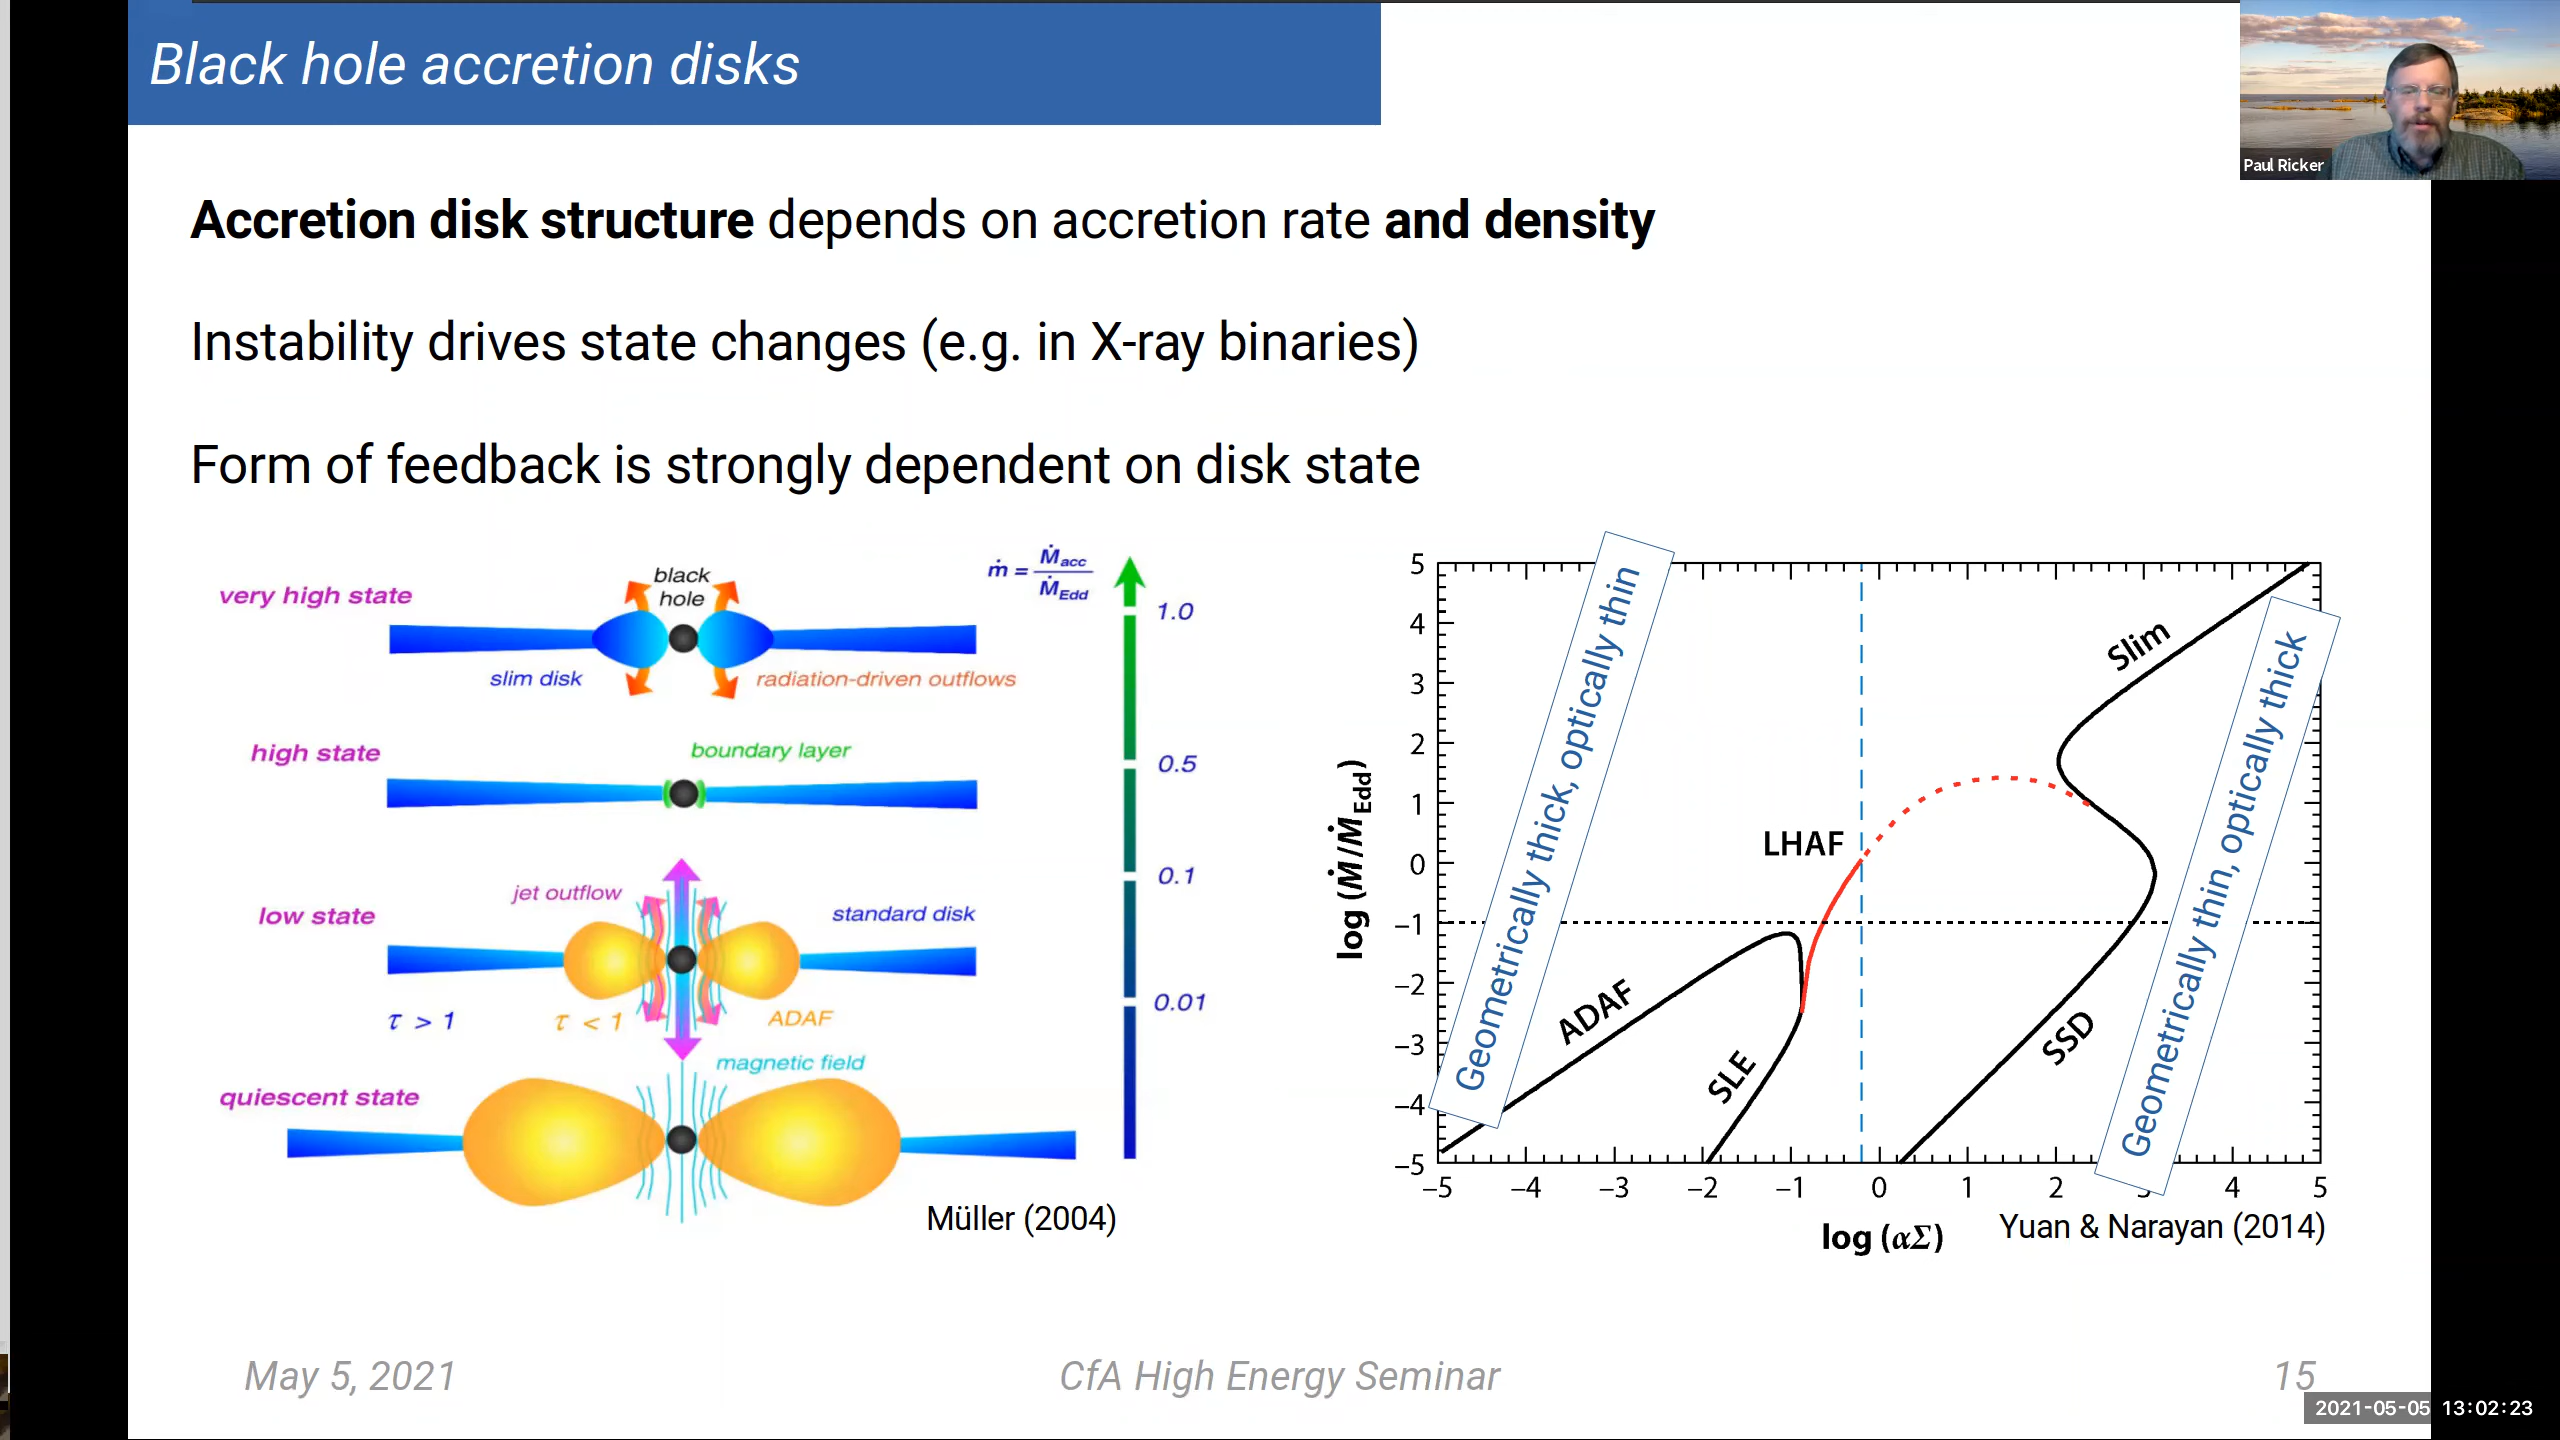 Black hole accretion disks
Paul Ricker
Accretion disk structure depends on accretion rate and density
Instability drives state changes (e.g. in X-ray binaries)
Form of feedback is strongly dependent on disk state
very high state
black
hole
slim disk
radiation-driven outflows
ṁ = Ṁacc / ṀEdd
1.0
high state
boundary layer
0.5
0.1
low state
jet outflow
standard disk
τ > 1
τ < 1
ADAF
0.01
magnetic field
quiescent state
Müller (2004)
log (Ṁ/ṀEdd)
5
4
3
2
1
0
−1
−2
−3
−4
−5
Geometrically thick, optically thin
Slim
Geometrically thin, optically thick
LHAF
ADAF
SLE
SSD
−5 −4 −3 −2 −1 0 1 2 3 4 5
log (αΣ)
Yuan & Narayan (2014)
May 5, 2021
CfA High Energy Seminar
15
2021-05-05 13:02:23